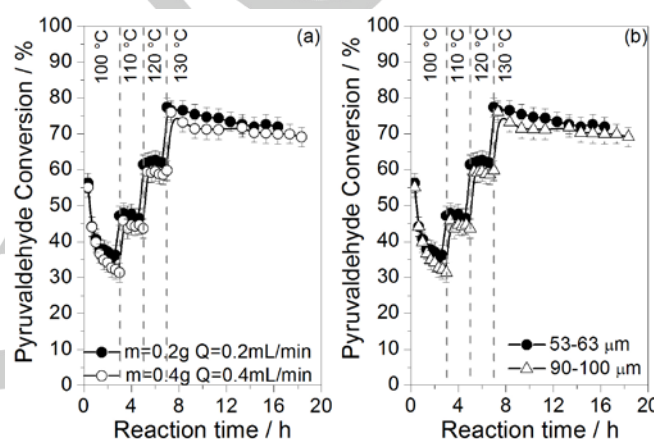 Pyruvaldehyde Conversion / %
100
90
80
70
60
50
40
30
20
10
0
100 °C
110 °C
120 °C
130 °C
(a)
m=0.2g Q=0.2mL/min
m=0.4g Q=0.4mL/min
0 4 8 12 16 20
Reaction time / h
Pyruvaldehyde Conversion / %
100
90
80
70
60
50
40
30
20
10
0
100 °C
110 °C
120 °C
130 °C
(b)
53-63 μm
90-100 μm
0 4 8 12 16 20
Reaction time / h